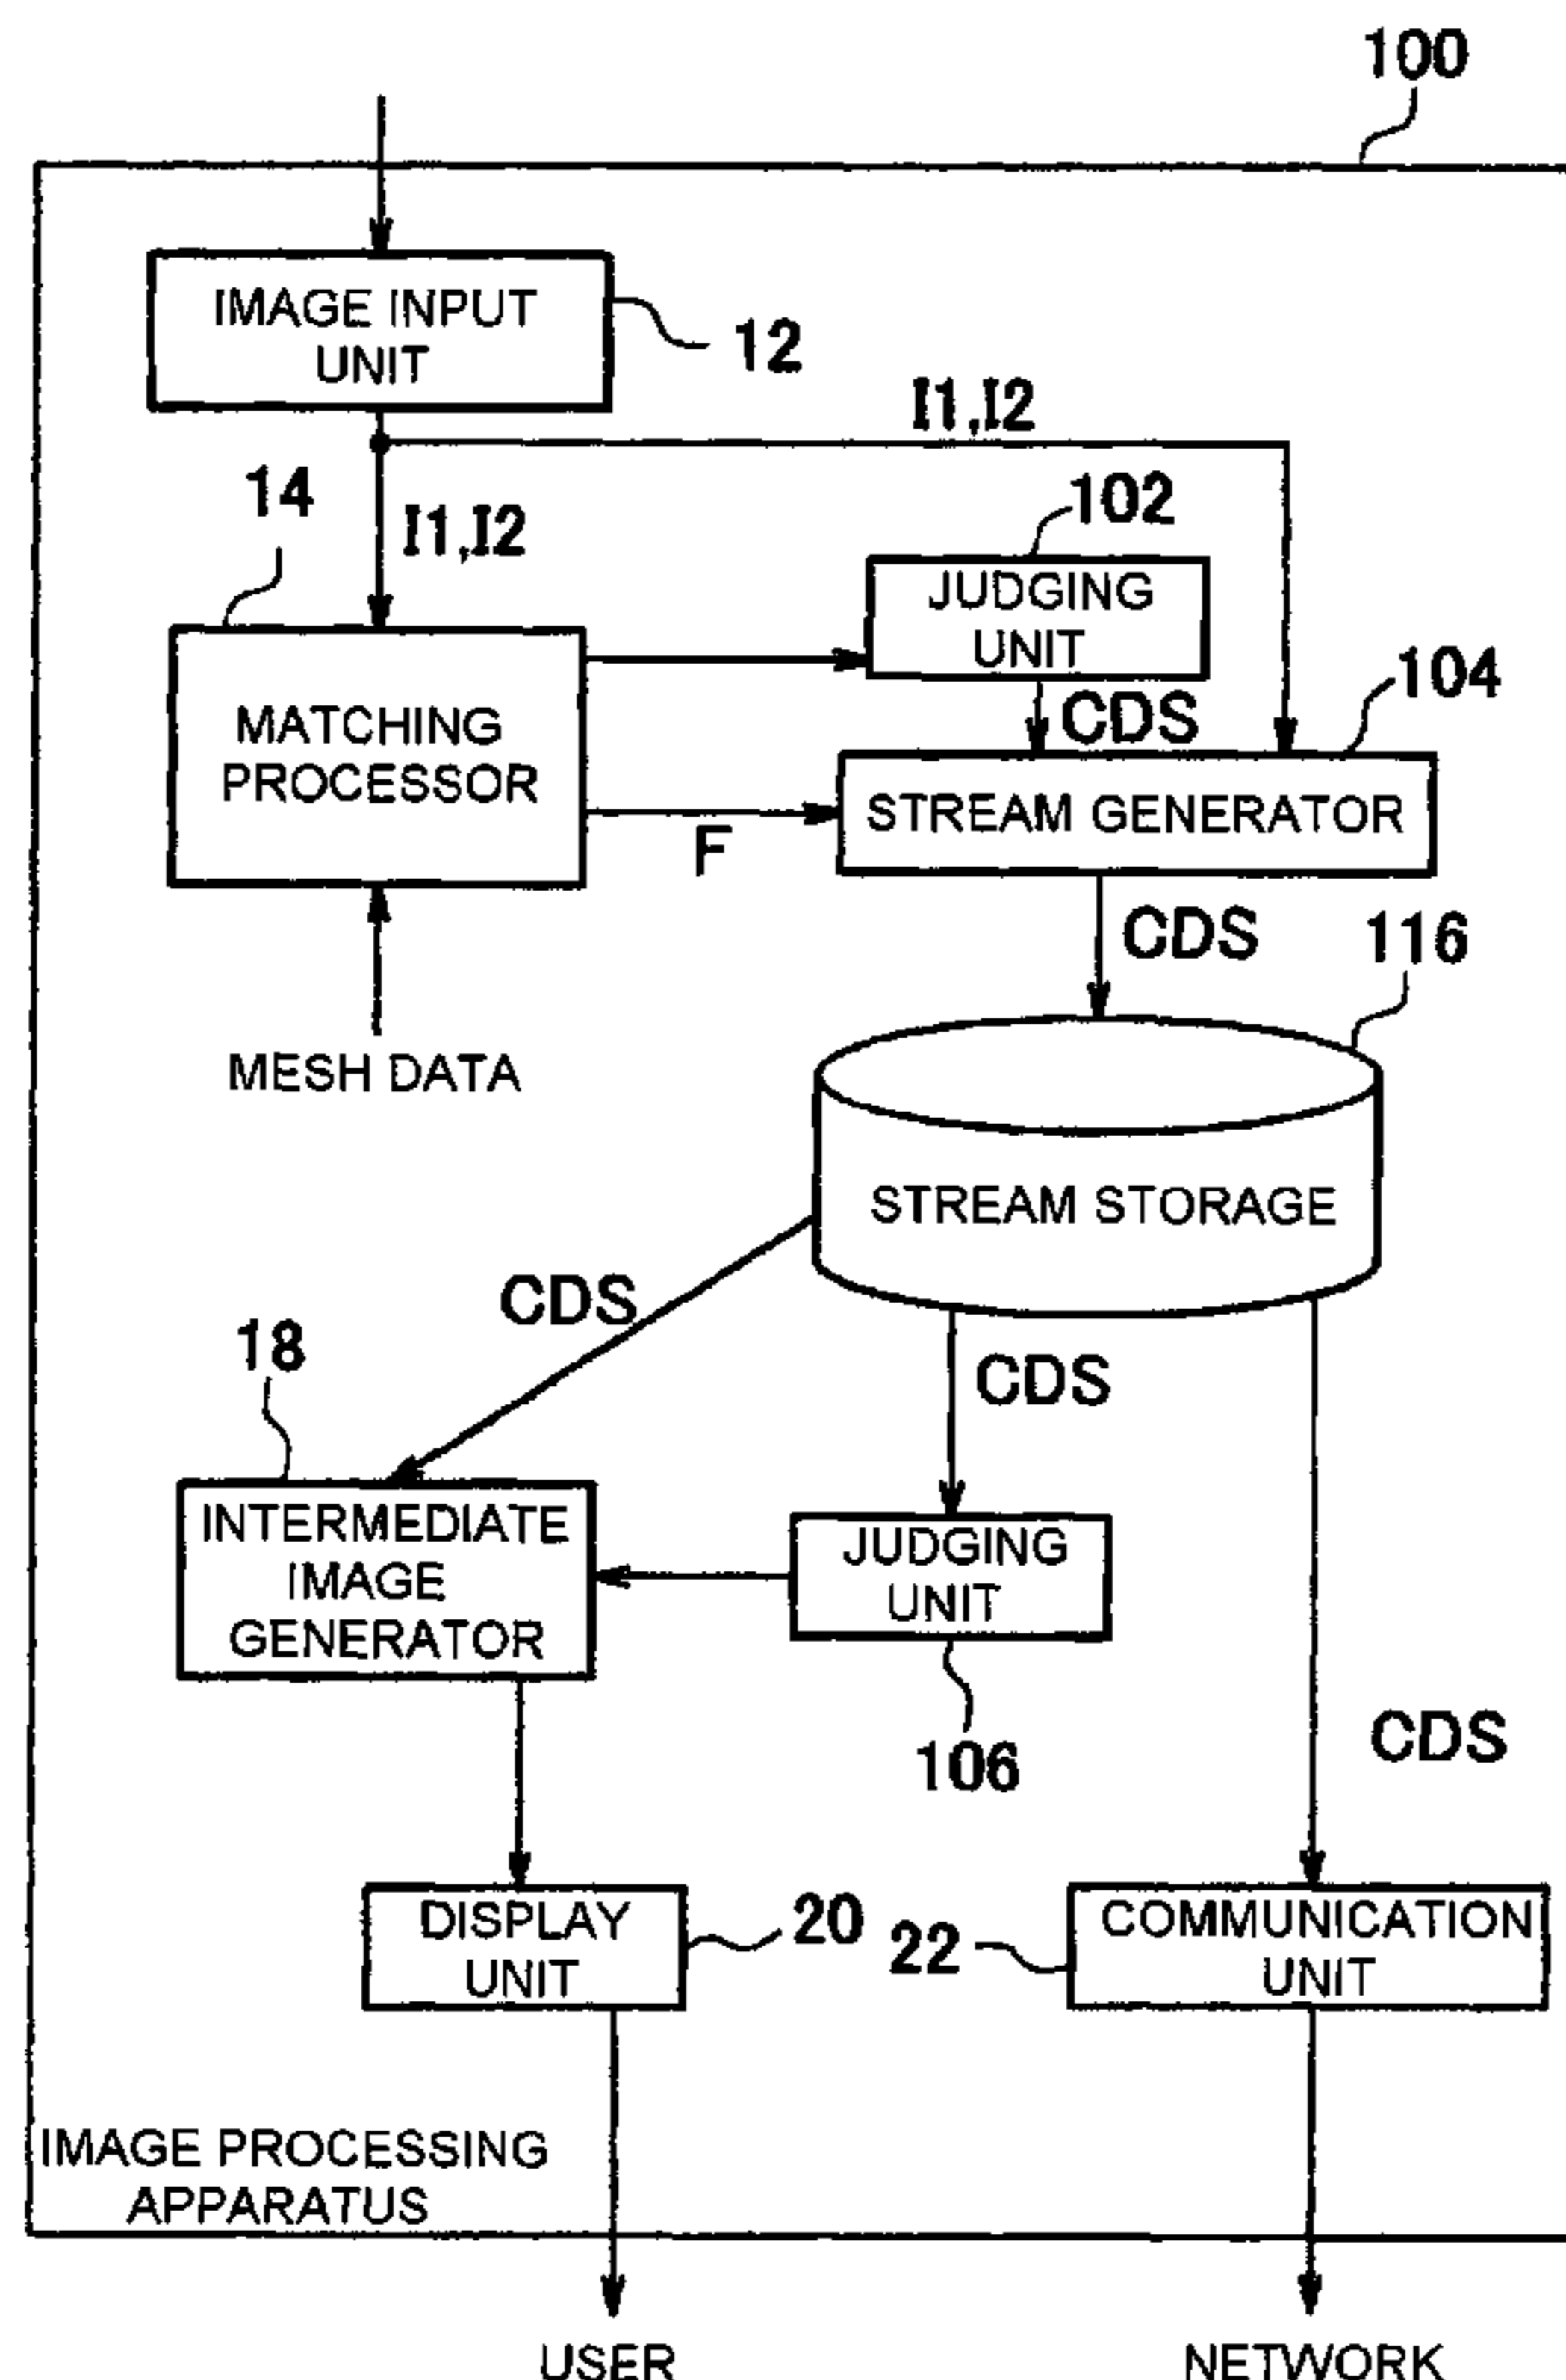 100
IMAGE INPUT
UNIT
12
I1,I2
14
I1,I2
102
JUDGING
UNIT
104
CDS
MATCHING
PROCESSOR
STREAM GENERATOR
F
CDS
116
MESH DATA
STREAM STORAGE
CDS
18
CDS
INTERMEDIATE
IMAGE
GENERATOR
JUDGING
UNIT
106
CDS
DISPLAY
UNIT
20
22
COMMUNICATION
UNIT
IMAGE PROCESSING
APPARATUS
USER
NETWORK